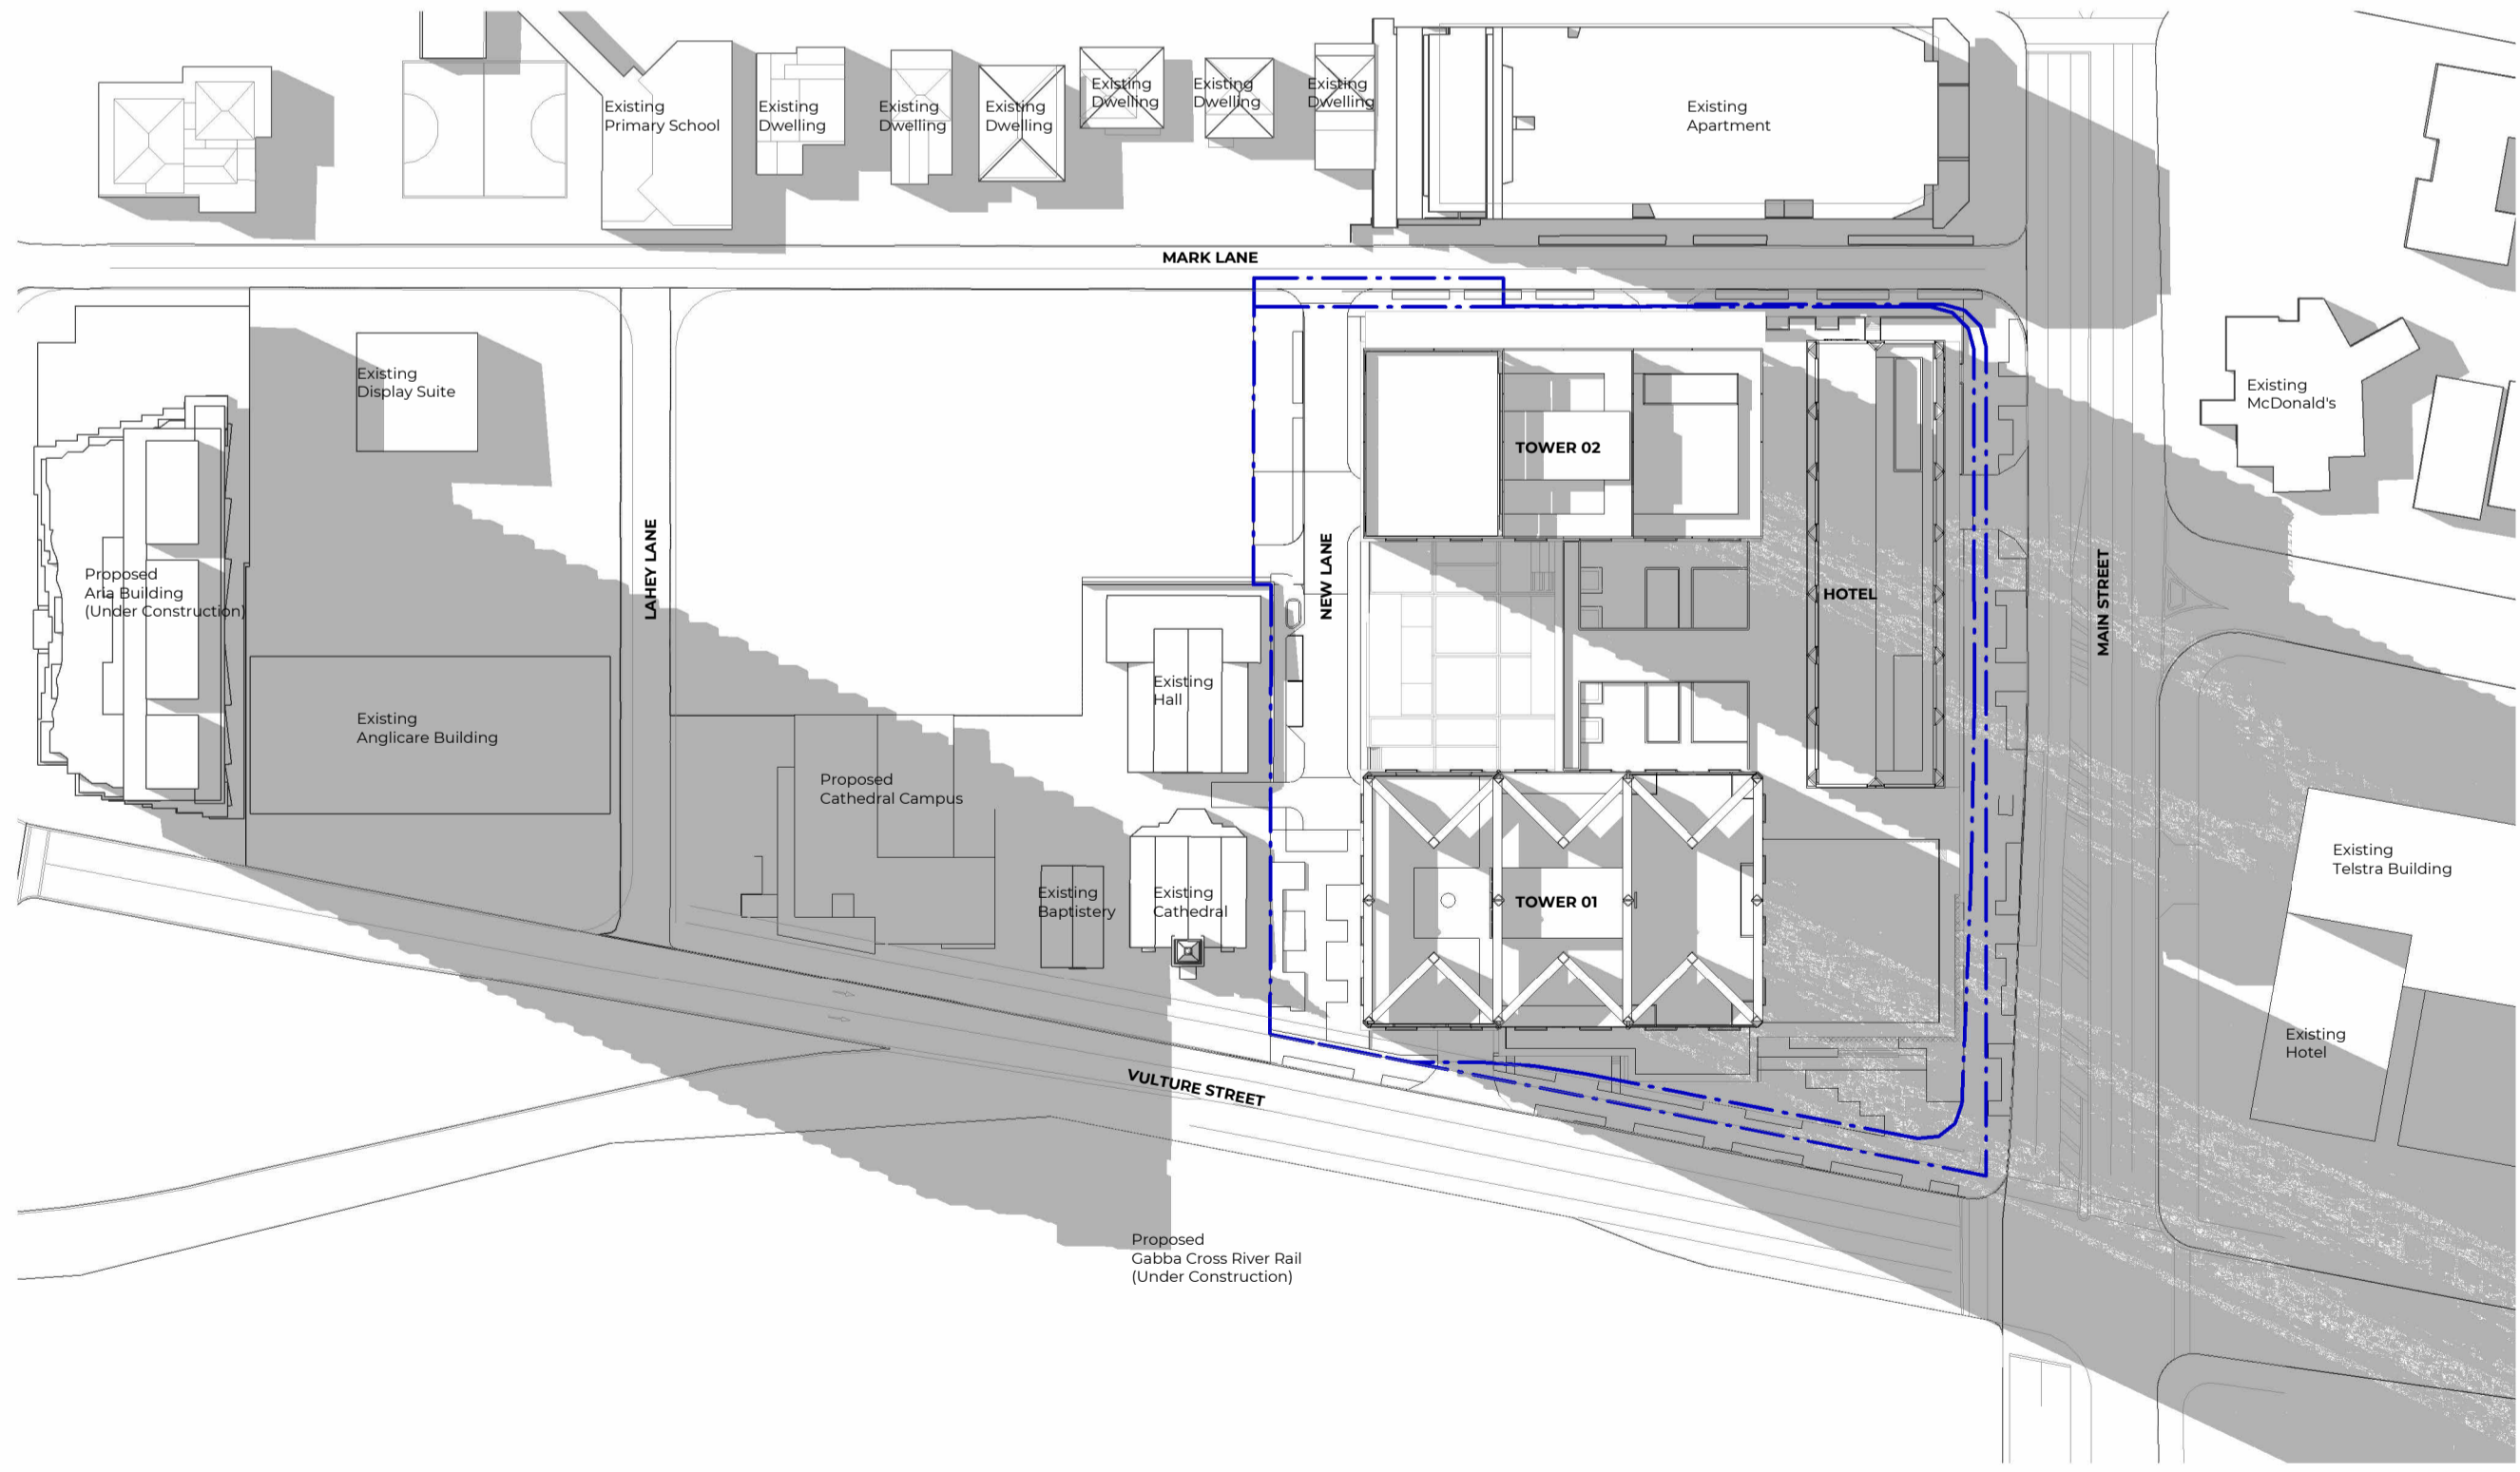 Existing
Primary School
Existing
Dwelling
Existing
Dwelling
Existing
Dwelling
Existing
Dwelling
Existing
Dwelling
Existing
Dwelling
Existing
Apartment
MARK LANE
Existing
Display Suite
Existing
McDonald's
TOWER 02
LAHEY LANE
NEW LANE
HOTEL
MAIN STREET
Proposed
Aria Building
(Under Construction)
Existing
Hall
Existing
Anglicare Building
Proposed
Cathedral Campus
Existing
Telstra Building
Existing
Baptistery
Existing
Cathedral
TOWER 01
Existing
Hotel
VULTURE STREET
Proposed
Gabba Cross River Rail
(Under Construction)